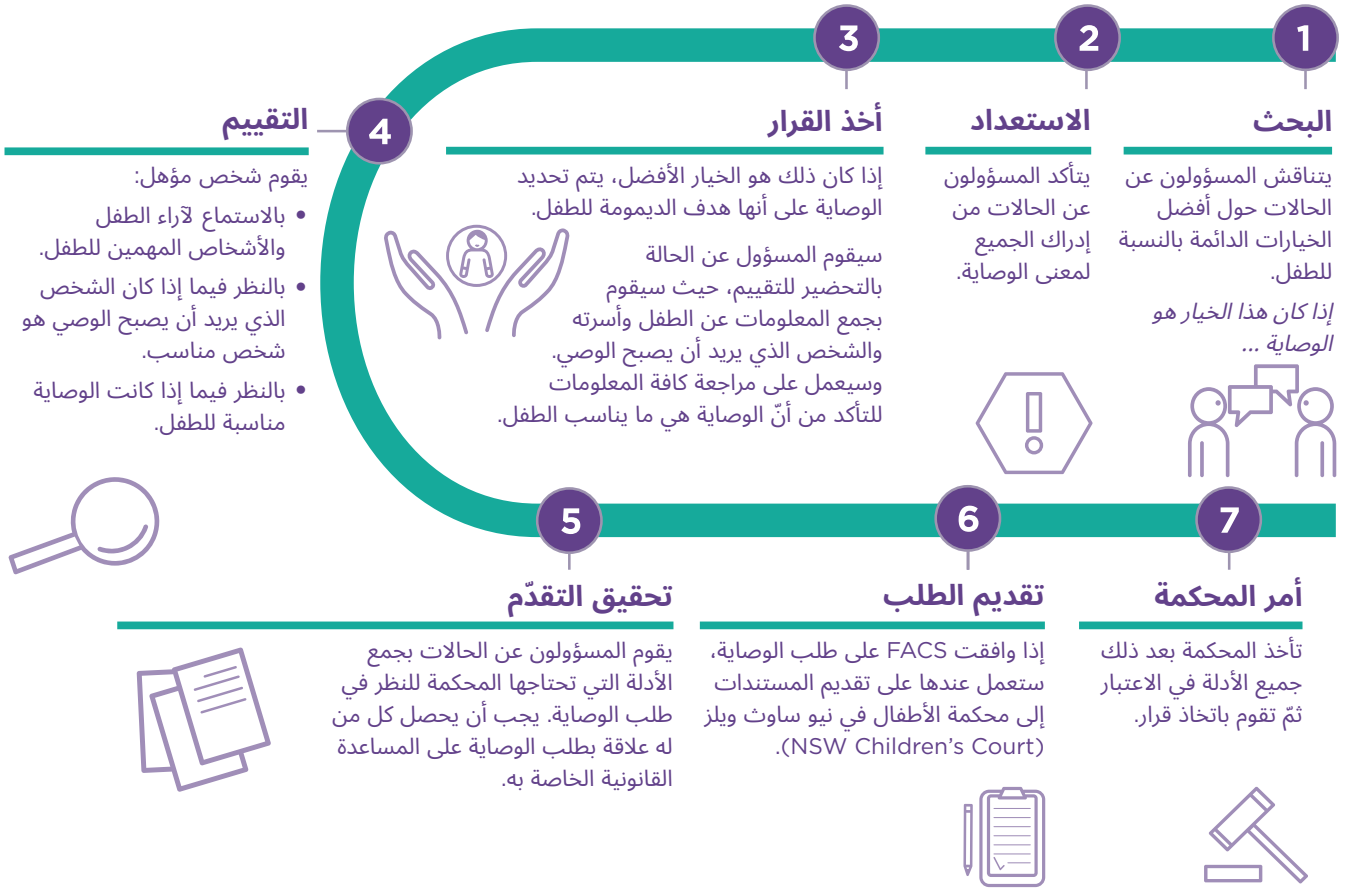 1
البحث
يتناقش المسؤولون عن
الحالات حول أفضل
الخيارات الدائمة بالنسبة
للطفل.
إذا كان هذا الخيار هو
الوصاية ...
2
الاستعداد
يتأكد المسؤولون
عن الحالات من
إدراك الجميع
لمعنى الوصاية.
3
أخذ القرار
إذا كان ذلك هو الخيار الأفضل، يتم تحديد
الوصاية على أنها هدف الديمومة للطفل.
سيقوم المسؤول عن الحالة
بالتحضير للتقييم، حيث سيقوم
بجمع المعلومات عن الطفل وأسرته
والشخص الذي يريد أن يصبح الوصي.
وسيعمل على مراجعة كافة المعلومات
للتأكد من أنّ الوصاية هي ما يناسب الطفل.
4
التقييم
يقوم شخص مؤهل:
• بالاستماع لآراء الطفل
والأشخاص المهمين للطفل.
• بالنظر فيما إذا كان الشخص
الذي يريد أن يصبح الوصي هو
شخص مناسب.
• بالنظر فيما إذا كانت الوصاية
مناسبة للطفل.
5
تحقيق التقدّم
يقوم المسؤولون عن الحالات بجمع
الأدلة التي تحتاجها المحكمة للنظر في
طلب الوصاية. يجب أن يحصل كل من
له علاقة بطلب الوصاية على المساعدة
القانونية الخاصة به.
6
تقديم الطلب
إذا وافقت FACS على طلب الوصاية،
ستعمل عندها على تقديم المستندات
إلى محكمة الأطفال في نيو ساوث ويلز
(NSW Children's Court).
7
أمر المحكمة
تأخذ المحكمة بعد ذلك
جميع الأدلة في الاعتبار
ثمّ تقوم باتخاذ قرار.